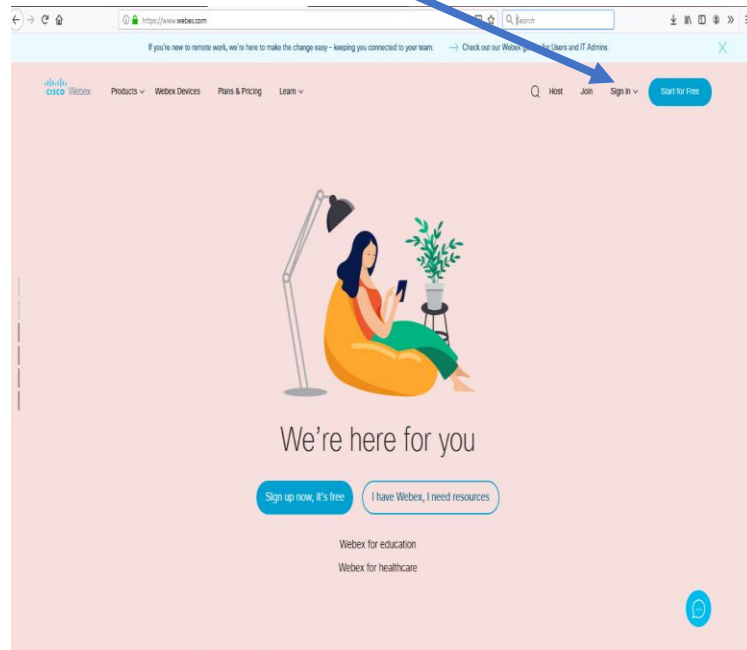 https://www.webex.com
Search
If you're new to remote work, we're here to make the change easy - keeping you connected to your team. → Check out our Webex for Users and IT Admins X
cisco Webex Products Webex Devices Plans & Pricing Learn Host Join Sign In Start for Free
We're here for you
Sign up now, it's free I have Webex, I need resources
Webex for education
Webex for healthcare